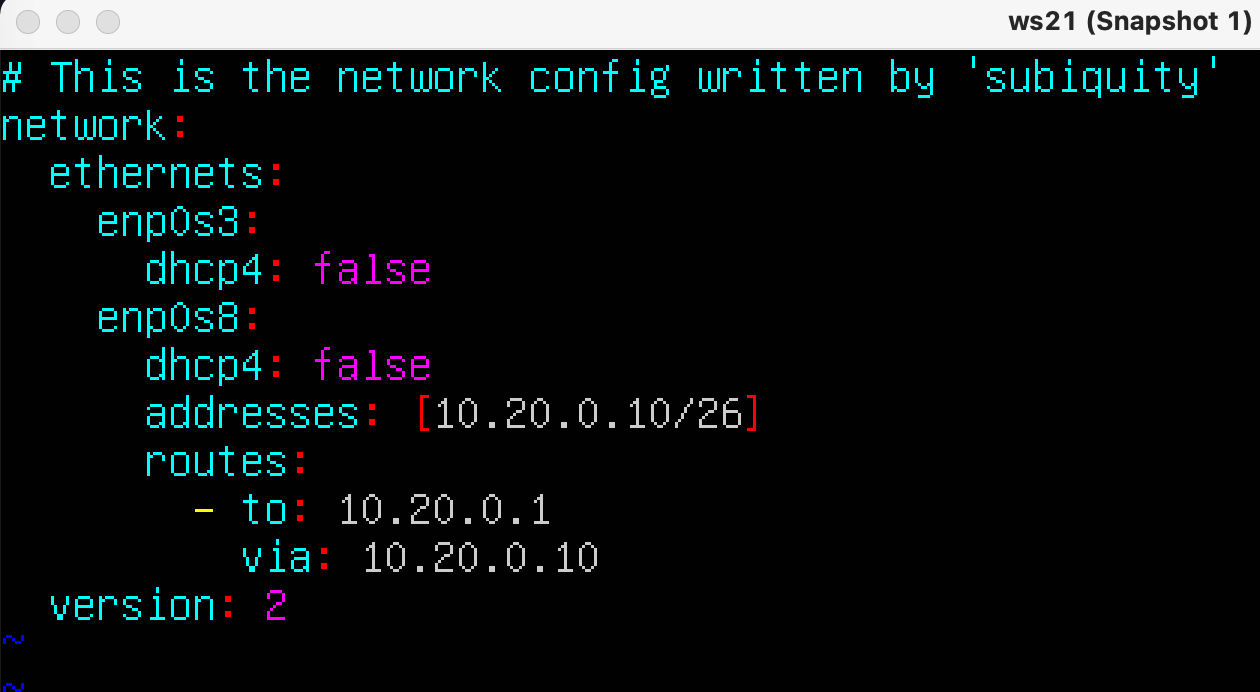 ws21 (Snapshot 1)
# This is the network config written by 'subiquity'
network:
  ethernets:
    enp0s3:
      dhcp4: false
    enp0s8:
      dhcp4: false
      addresses: [10.20.0.10/26]
      routes:
        - to: 10.20.0.1
          via: 10.20.0.10
  version: 2
~
~